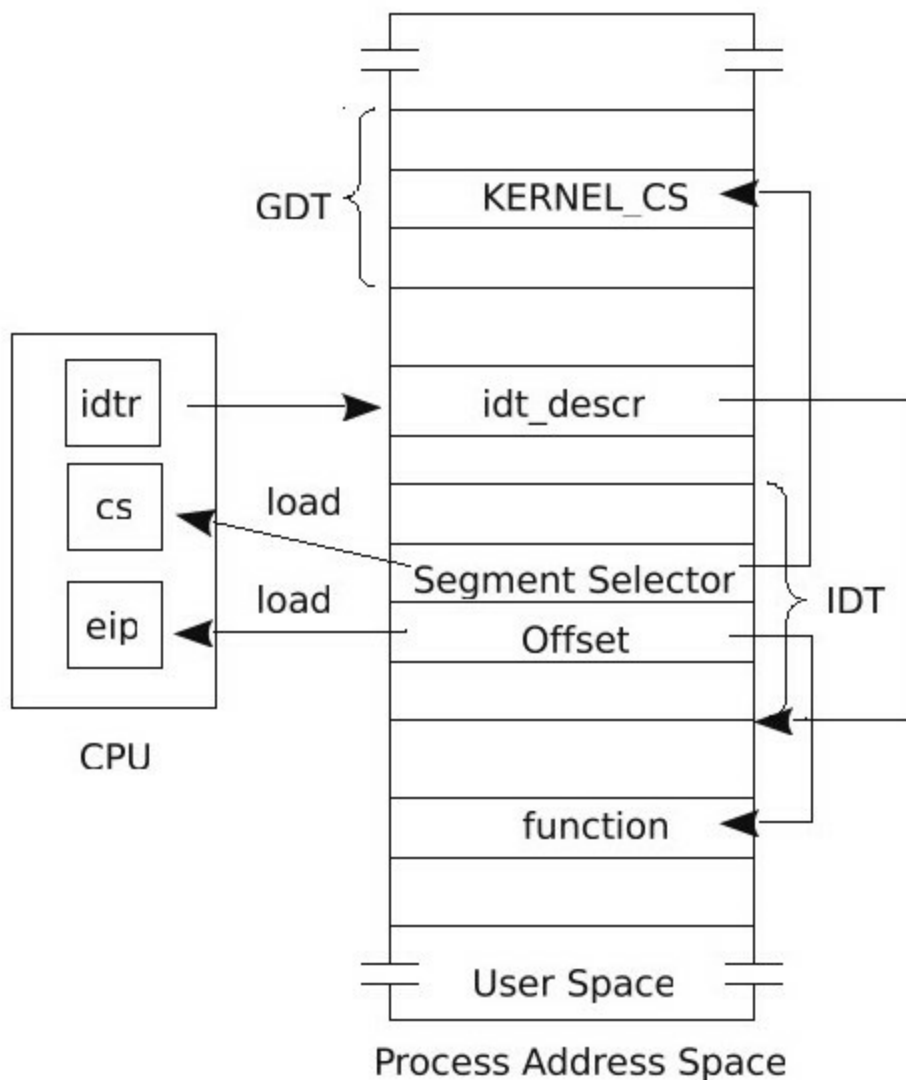 GDT
KERNEL_CS
idtr
idt_descr
cs
load
Segment Selector
IDT
load
eip
Offset
CPU
function
User Space
Process Address Space